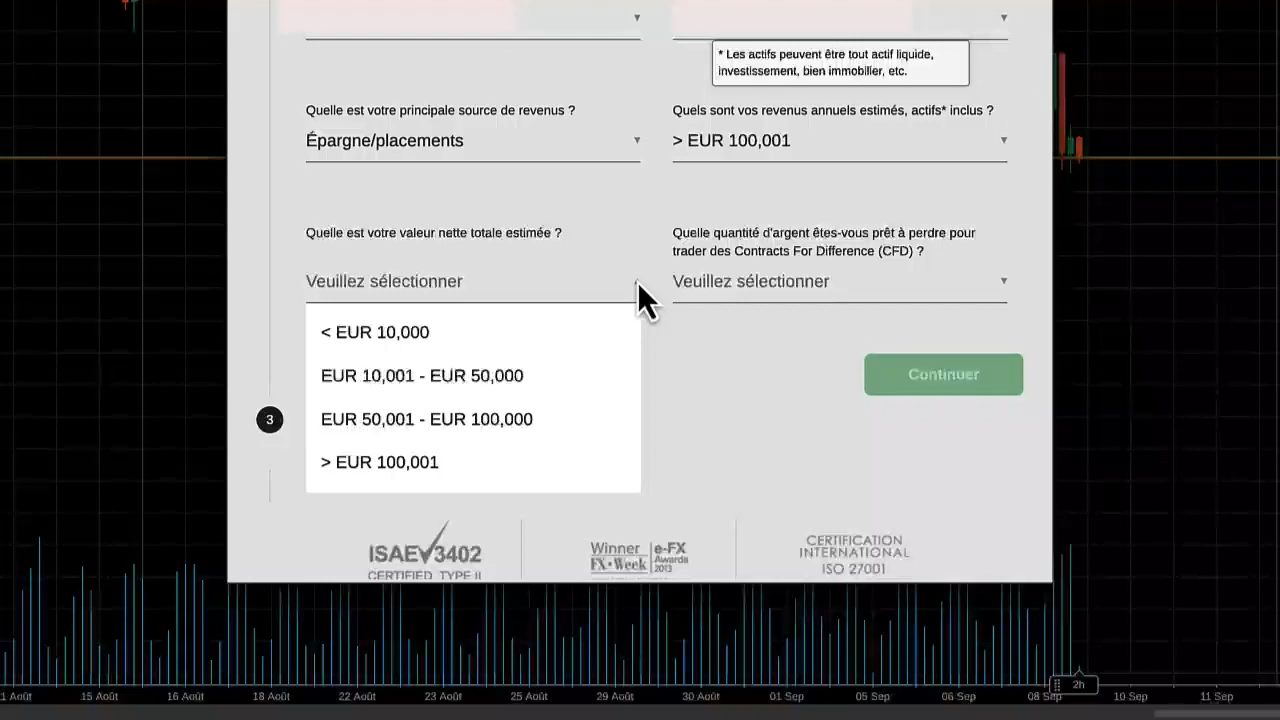 * Les actifs peuvent être tout actif liquide,
investissement, bien immobilier, etc.
Quelle est votre principale source de revenus ?
Quels sont vos revenus annuels estimés, actifs* inclus ?
Épargne/placements
> EUR 100,001
Quelle est votre valeur nette totale estimée ?
Quelle quantité d'argent êtes-vous prêt à perdre pour
trader des Contracts For Difference (CFD) ?
Veuillez sélectionner
Veuillez sélectionner
< EUR 10,000
EUR 10,001 - EUR 50,000
EUR 50,001 - EUR 100,000
> EUR 100,001
Continuer
3
ISAE 3402
CERTIFIED TYPE II
Winner
FX·Week
e-FX
Awards
2013
CERTIFICATION
INTERNATIONAL
ISO 27001
2h
1 Août 15 Août 16 Août 18 Août 22 Août 23 Août 25 Août 29 Août 30 Août 01 Sep 05 Sep 06 Sep 08 Sep 10 Sep 11 Sep